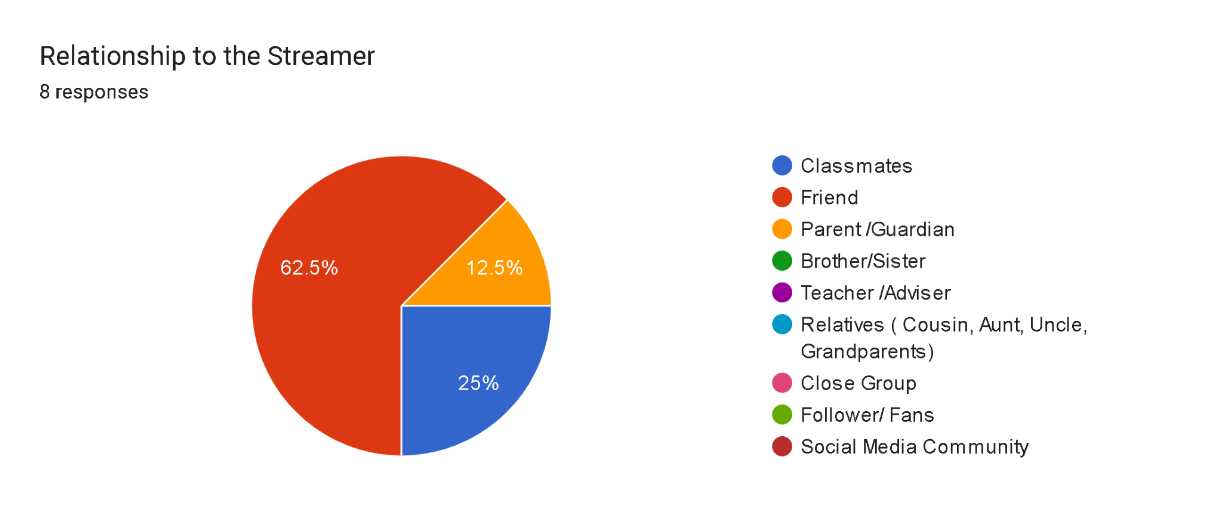 Relationship to the Streamer
8 responses
62.5%
12.5%
25%
Classmates
Friend
Parent /Guardian
Brother/Sister
Teacher /Adviser
Relatives ( Cousin, Aunt, Uncle,
Grandparents)
Close Group
Follower/ Fans
Social Media Community